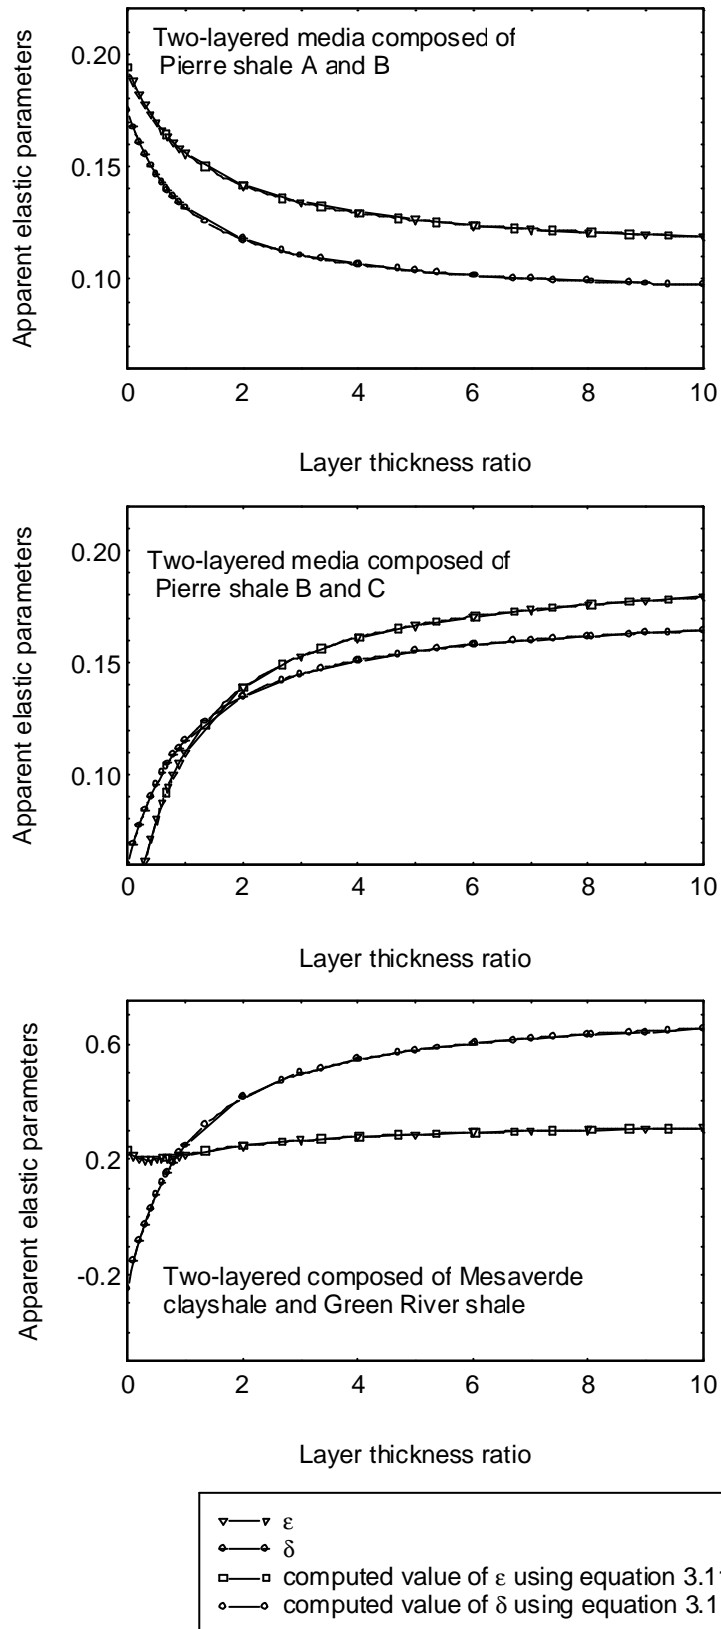 Two-layered media composed of
Pierre shale A and B
Apparent elastic parameters
0.20
0.15
0.10
0 2 4 6 8 10
Layer thickness ratio
Two-layered media composed of
Pierre shale B and C
Apparent elastic parameters
0.20
0.15
0.10
0 2 4 6 8 10
Layer thickness ratio
Apparent elastic parameters
0.6
0.2
-0.2
Two-layered composed of Mesaverde
clayshale and Green River shale
0 2 4 6 8 10
Layer thickness ratio
ε
δ
computed value of ε using equation 3.11
computed value of δ using equation 3.1